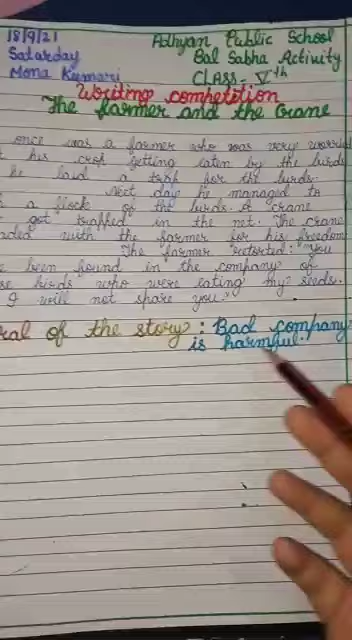 18/9/21
Adhyan Public School
Saturday
Bal Sabha Activity
Mona Kumari
CLASS-Vth
Writing competition
The farmer and the Crane
once was a farmer who was very worried
his crop getting eaten by the birds
he laid a trap for the birds.
Next day he managed to
a flock of the birds. A crane
got trapped in the net. The crane
with the farmer for his freedom
The farmer retorted: "You
been found in the company of
birds who were eating my seeds.
I will not spare you."
of the story: Bad company
is harmful.